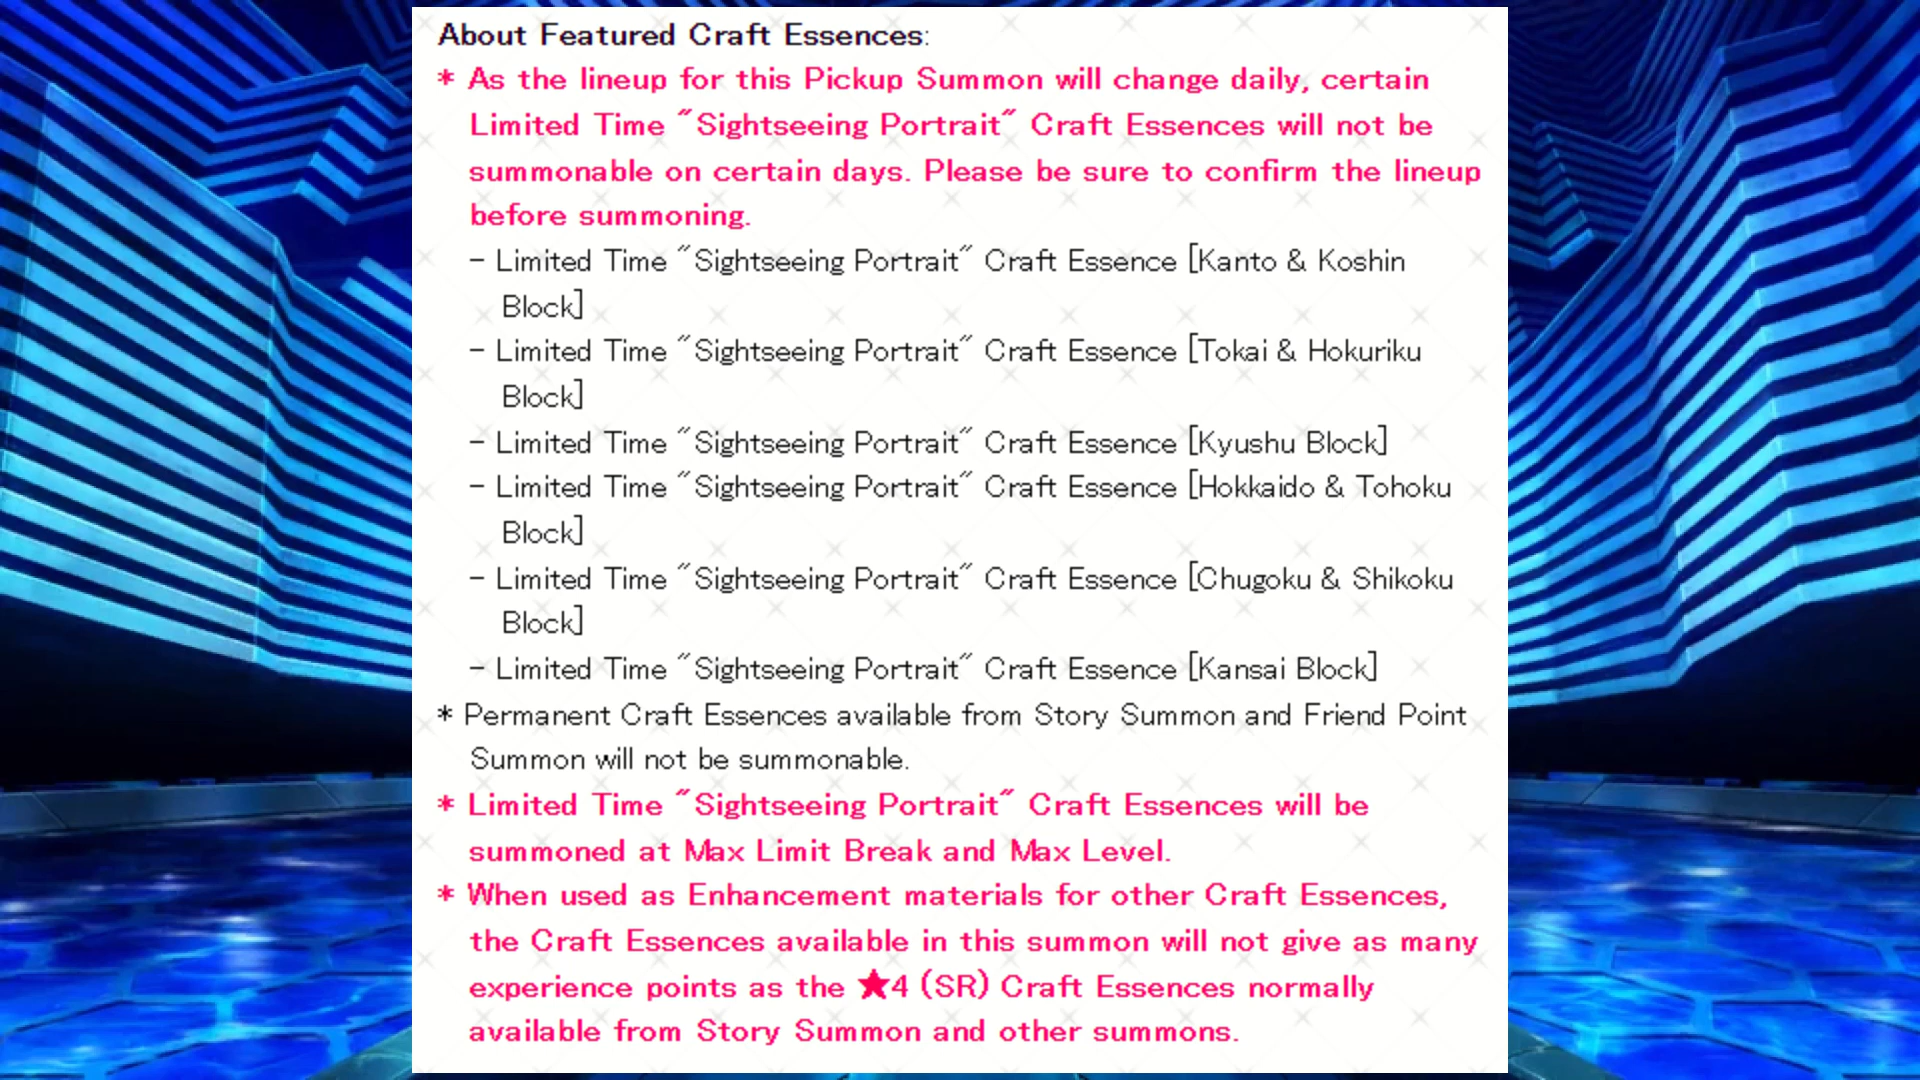 About Featured Craft Essences:
* As the lineup for this Pickup Summon will change daily, certain
Limited Time "Sightseeing Portrait" Craft Essences will not be
summonable on certain days. Please be sure to confirm the lineup
before summoning.
- Limited Time "Sightseeing Portrait" Craft Essence [Kanto & Koshin
Block]
- Limited Time "Sightseeing Portrait" Craft Essence [Tokai & Hokuriku
Block]
- Limited Time "Sightseeing Portrait" Craft Essence [Kyushu Block]
- Limited Time "Sightseeing Portrait" Craft Essence [Hokkaido & Tohoku
Block]
- Limited Time "Sightseeing Portrait" Craft Essence [Chugoku & Shikoku
Block]
- Limited Time "Sightseeing Portrait" Craft Essence [Kansai Block]
* Permanent Craft Essences available from Story Summon and Friend Point
Summon will not be summonable.
* Limited Time "Sightseeing Portrait" Craft Essences will be
summoned at Max Limit Break and Max Level.
* When used as Enhancement materials for other Craft Essences,
the Craft Essences available in this summon will not give as many
experience points as the ★4 (SR) Craft Essences normally
available from Story Summon and other summons.